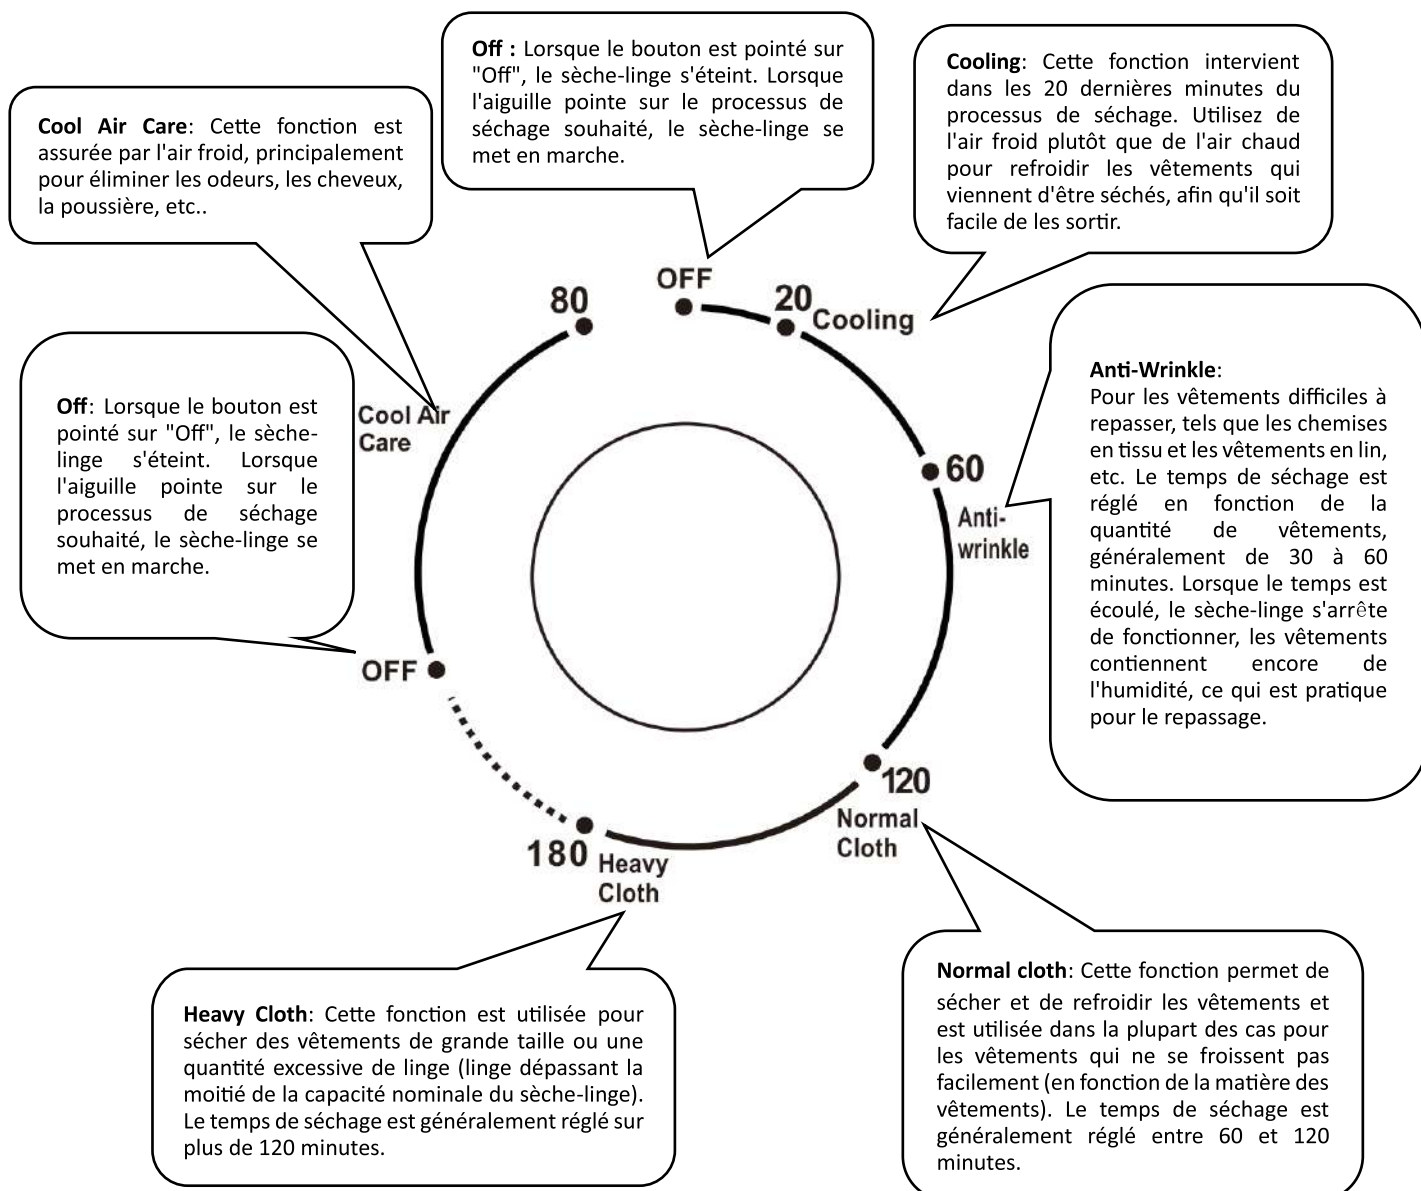 Off : Lorsque le bouton est pointé sur
"Off", le sèche-linge s'éteint. Lorsque
l'aiguille pointe sur le processus de
séchage souhaité, le sèche-linge se
met en marche.
Cooling: Cette fonction intervient
dans les 20 dernières minutes du
processus de séchage. Utilisez de
l'air froid plutôt que de l'air chaud
pour refroidir les vêtements qui
viennent d'être séchés, afin qu'il soit
facile de les sortir.
Cool Air Care: Cette fonction est
assurée par l'air froid, principalement
pour éliminer les odeurs, les cheveux,
la poussière, etc..
OFF
80
20
Cooling
Anti-Wrinkle:
Pour les vêtements difficiles à
repasser, tels que les chemises
en tissu et les vêtements en lin,
etc. Le temps de séchage est
réglé en fonction de la
quantité de vêtements,
généralement de 30 à 60
minutes. Lorsque le temps est
écoulé, le sèche-linge s'arrête
de fonctionner, les vêtements
contiennent encore de
l'humidité, ce qui est pratique
pour le repassage.
Off: Lorsque le bouton est
pointé sur "Off", le sèche-
linge s'éteint. Lorsque
l'aiguille pointe sur le
processus de séchage
souhaité, le sèche-linge se
met en marche.
Cool Air
Care
60
Anti-
wrinkle
OFF
120
Normal
Cloth
180
Heavy
Cloth
Heavy Cloth: Cette fonction est utilisée pour
sécher des vêtements de grande taille ou une
quantité excessive de linge (linge dépassant la
moitié de la capacité nominale du sèche-linge).
Le temps de séchage est généralement réglé sur
plus de 120 minutes.
Normal cloth: Cette fonction permet de
sécher et de refroidir les vêtements et
est utilisée dans la plupart des cas pour
les vêtements qui ne se froissent pas
facilement (en fonction de la matière des
vêtements). Le temps de séchage est
généralement réglé entre 60 et 120
minutes.